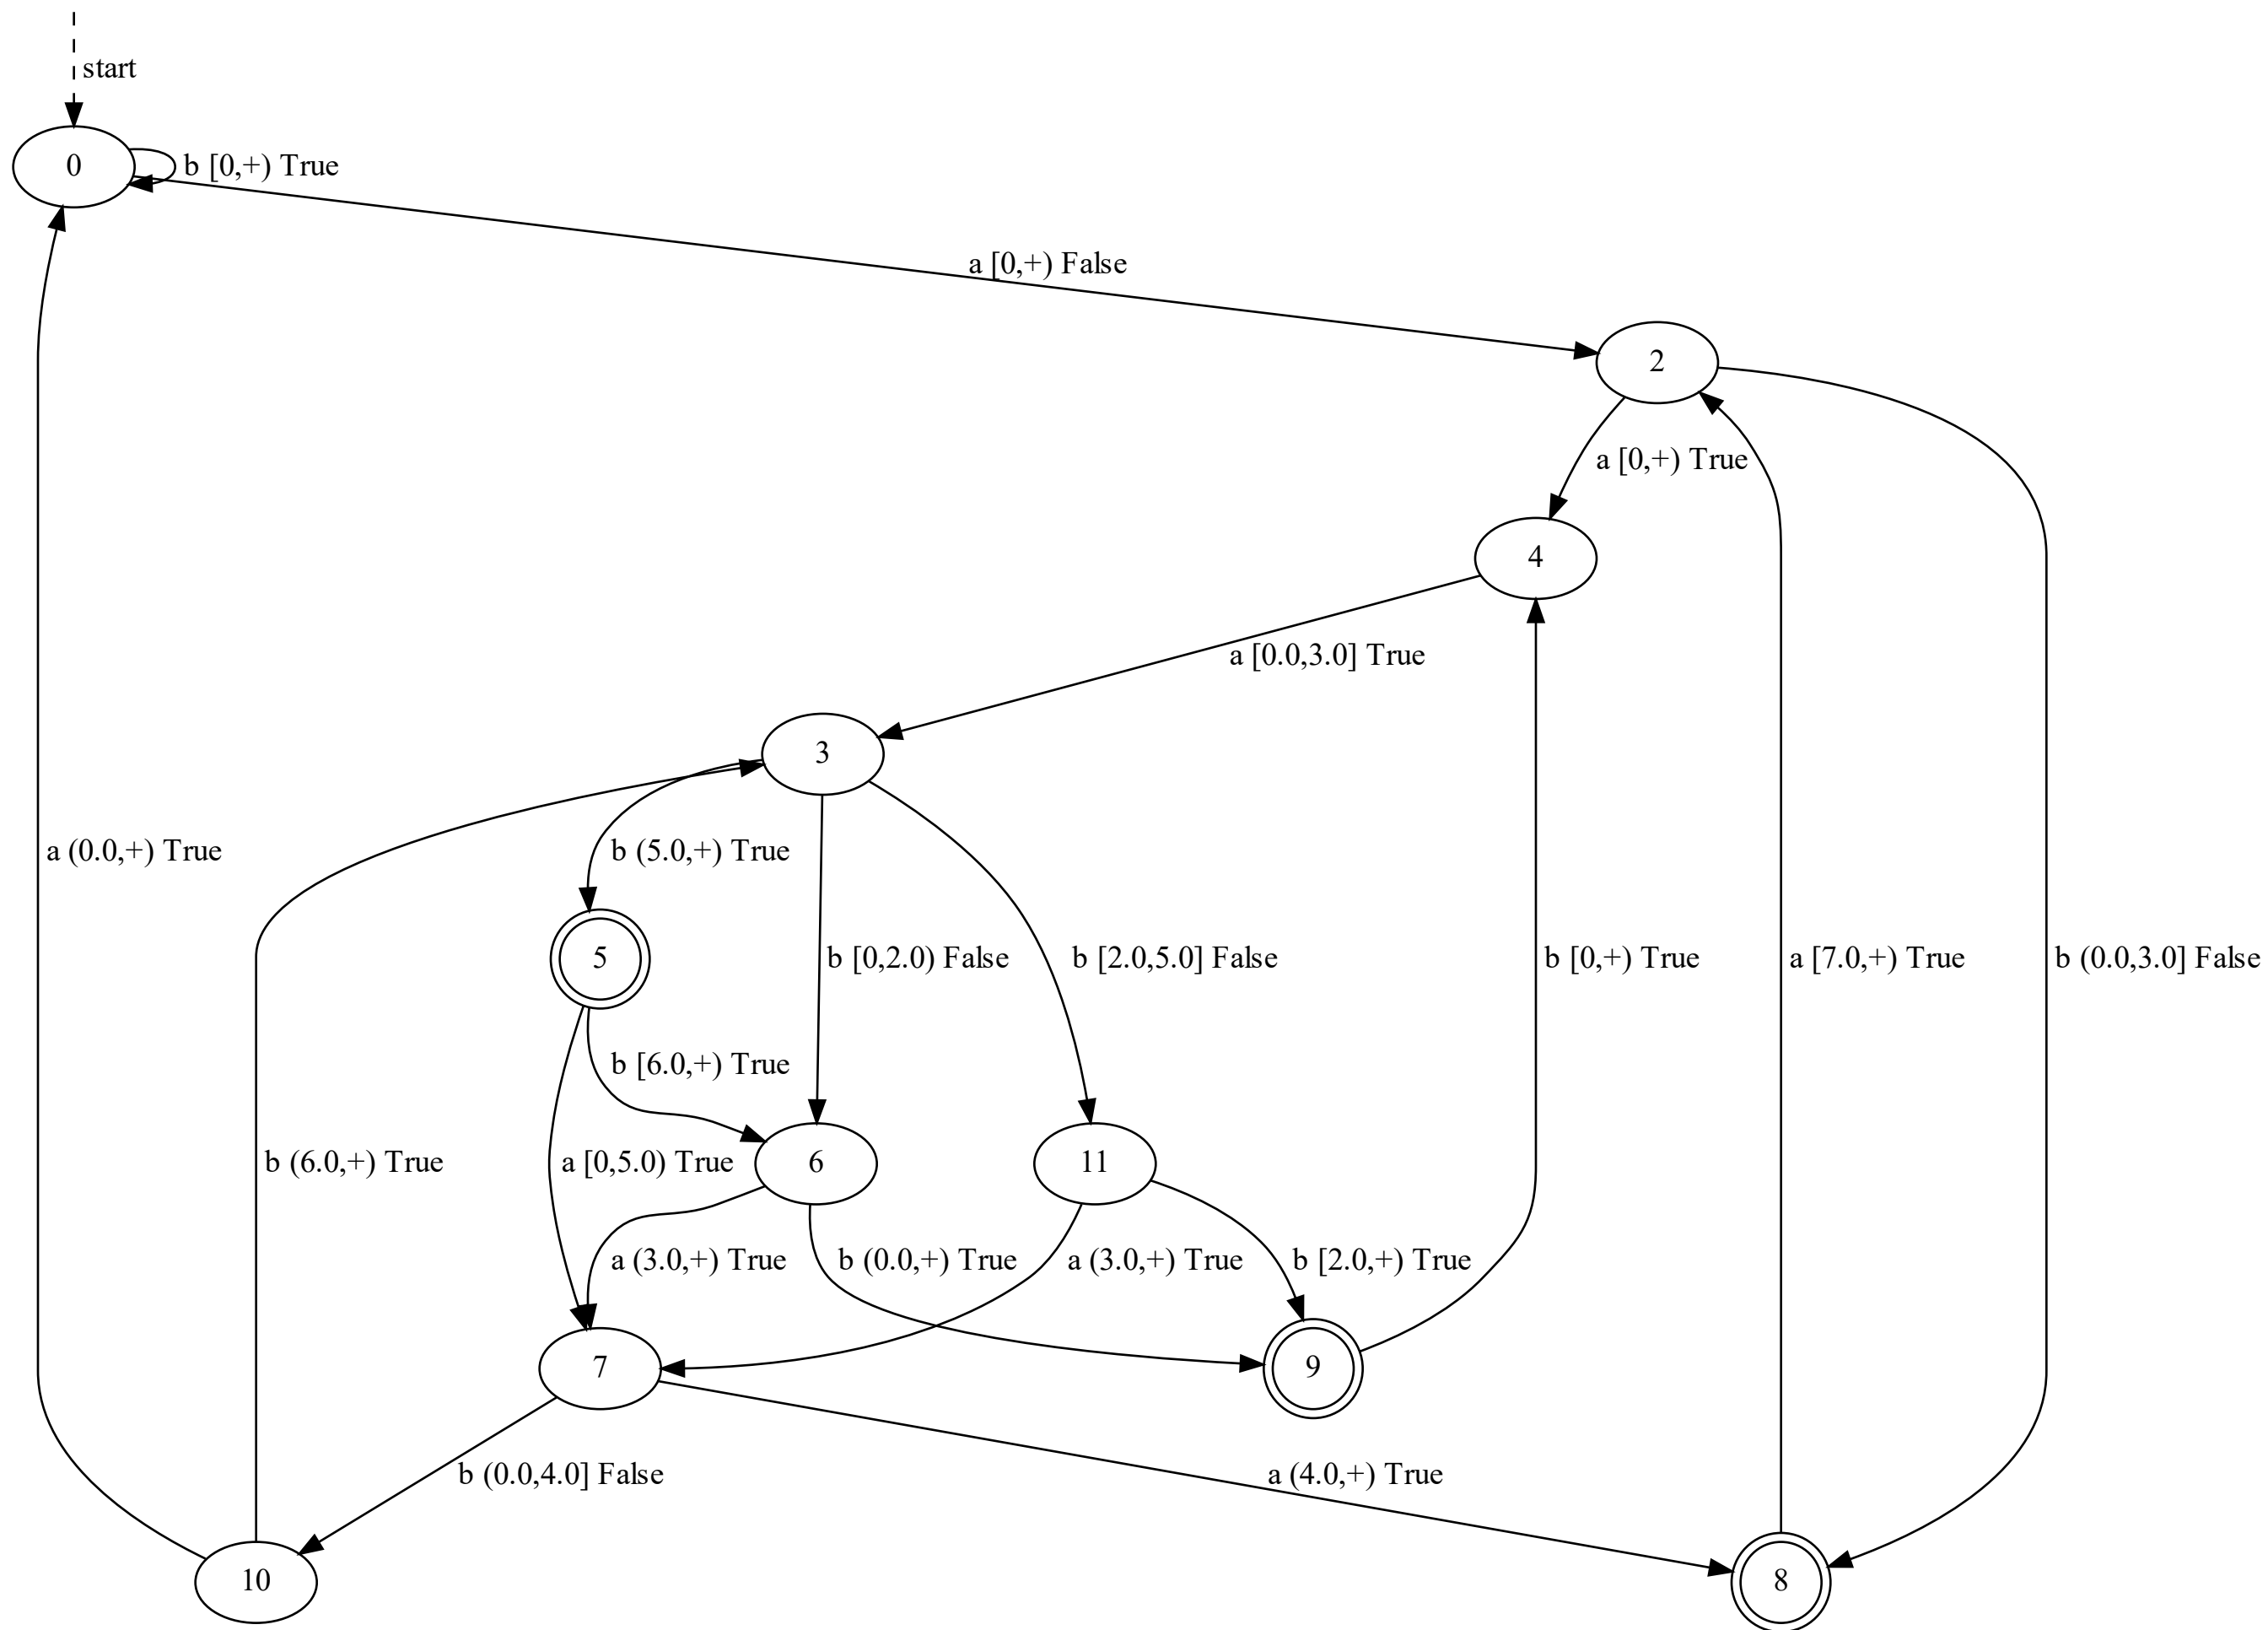 start
0
b [0,+) True
a [0,+) False
2
a [0,+) True
4
a [0.0,3.0] True
3
a (0.0,+) True
b (5.0,+) True
5
b [0,2.0) False
b [2.0,5.0] False
b [0,+) True
a [7.0,+) True
b (0.0,3.0] False
b [6.0,+) True
b (6.0,+) True
a [0,5.0) True
6
11
a (3.0,+) True
b (0.0,+) True
a (3.0,+) True
b [2.0,+) True
7
9
b (0.0,4.0] False
a (4.0,+) True
10
8